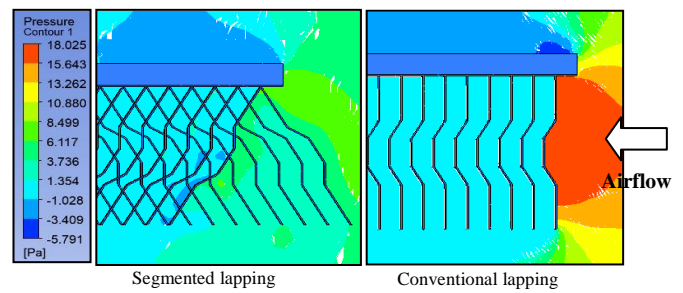 Pressure
Contour 1
18.025
15.643
13.262
10.880
8.499
6.117
3.736
1.354
-1.028
-3.409
-5.791
[Pa]
Airflow
Segmented lapping
Conventional lapping